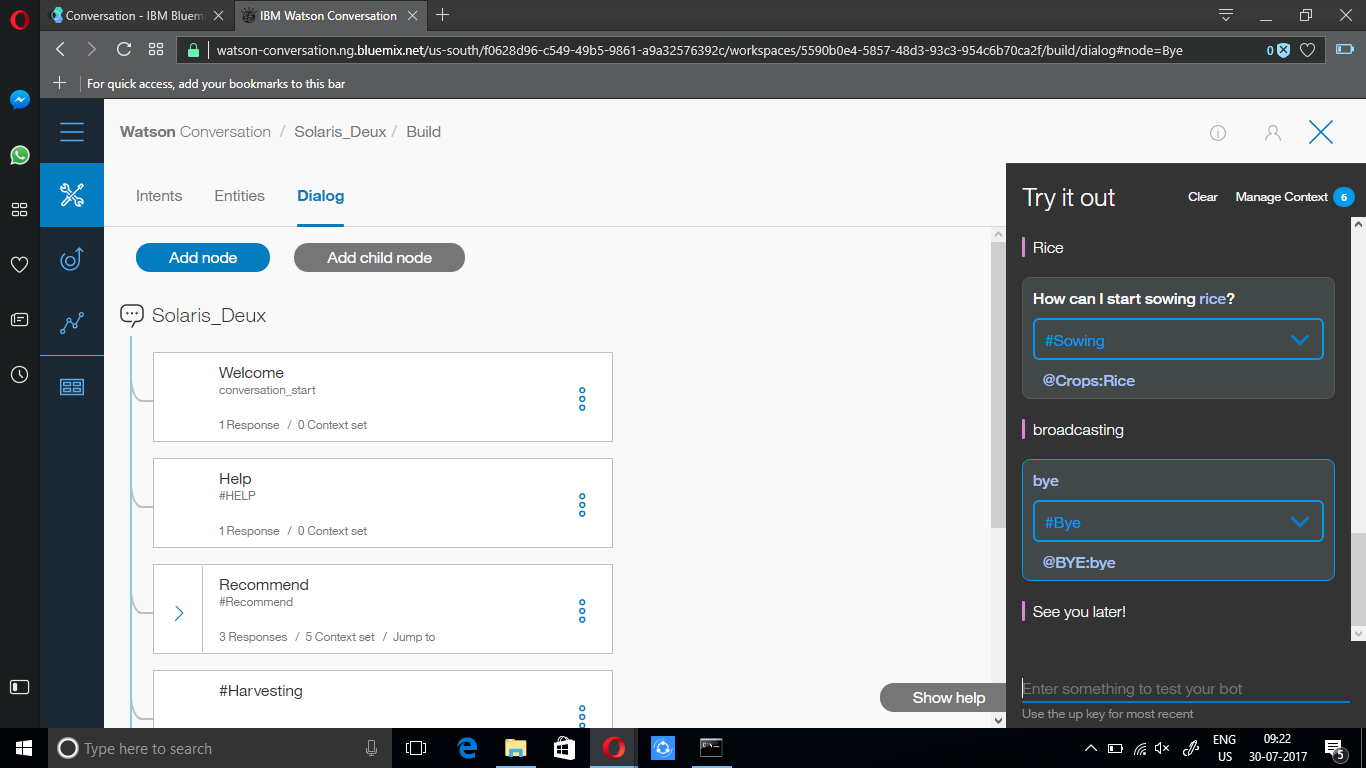 Conversation - IBM Bluem
IBM Watson Conversation
watson-conversation.ng.bluemix.net/us-south/f0628d96-c549-49b5-9861-a9a32576392c/workspaces/5590b0e4-5857-48d3-93c3-954c6b70ca2f/build/dialog#node=Bye
0
For quick access, add your bookmarks to this bar
Watson Conversation / Solaris_Deux / Build
Intents Entities Dialog
Add node Add child node
Solaris_Deux
Welcome
conversation_start
1 Response / 0 Context set
Help
#HELP
1 Response / 0 Context set
Recommend
#Recommend
3 Responses / 5 Context set / Jump to
#Harvesting
Show help
Try it out Clear Manage Context 6
Rice
How can I start sowing rice?
#Sowing
@Crops:Rice
broadcasting
bye
#Bye
@BYE:bye
See you later!
Enter something to test your bot
Use the up key for most recent
Type here to search
ENG
US
09:22
30-07-2017
5